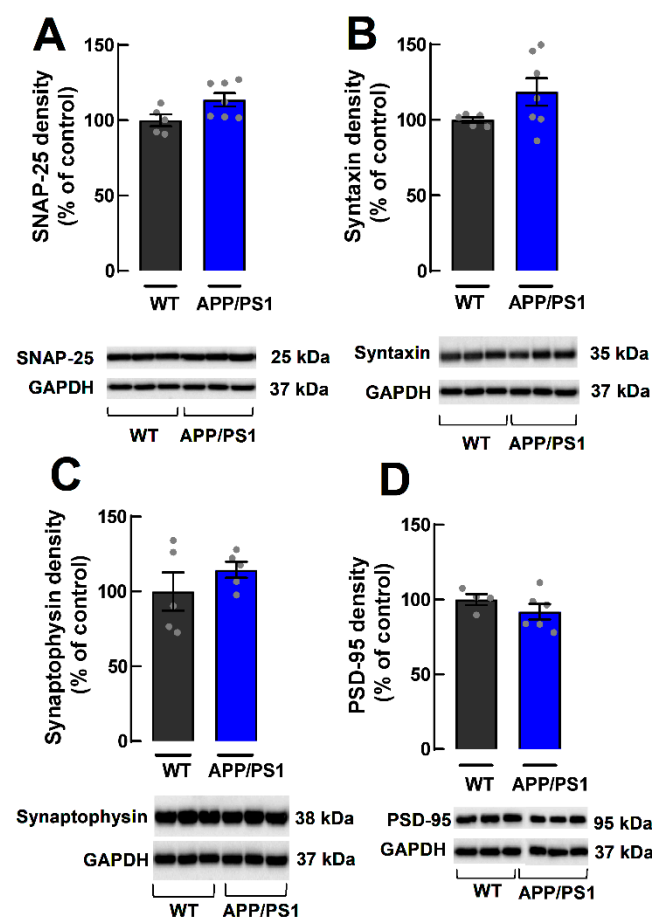 A
SNAP-25 density
(% of control)
150
100
50
0
WT
APP/PS1
SNAP-25
25 kDa
GAPDH
37 kDa
WT
APP/PS1
B
Syntaxin density
(% of control)
150
100
50
0
WT
APP/PS1
Syntaxin
35 kDa
GAPDH
37 kDa
WT
APP/PS1
C
Synaptophysin density
(% of control)
150
100
50
0
WT
APP/PS1
Synaptophysin
38 kDa
GAPDH
37 kDa
WT
APP/PS1
D
PSD-95 density
(% of control)
150
100
50
0
WT
APP/PS1
PSD-95
95 kDa
GAPDH
37 kDa
WT
APP/PS1